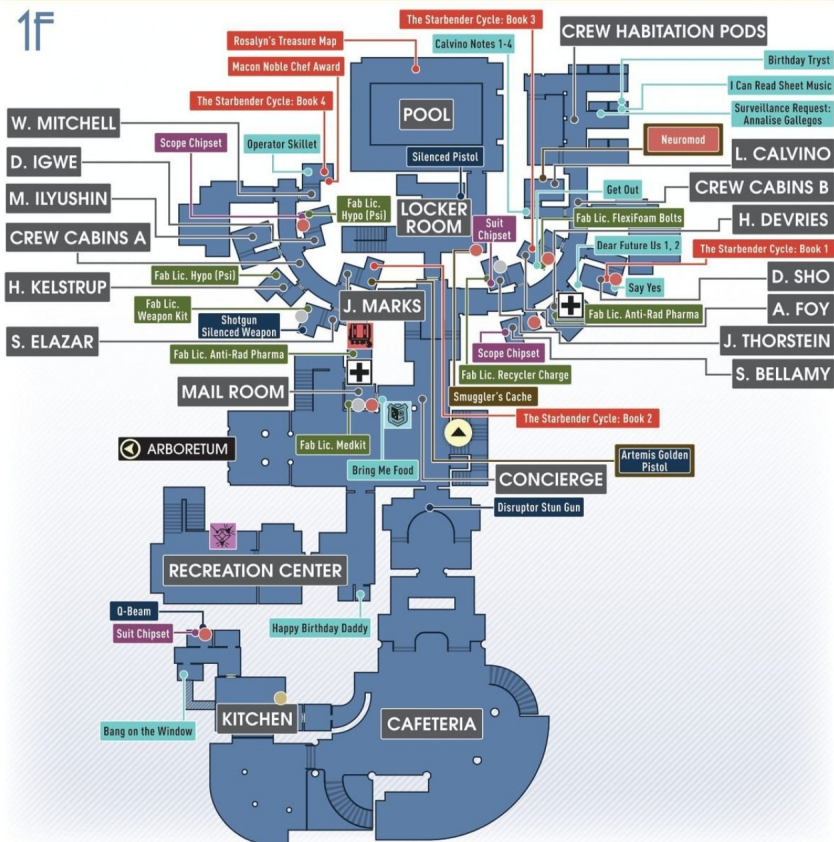 1F
The Starbender Cycle: Book 3
Rosalyn's Treasure Map
Calvino Notes 1-4
CREW HABITATION PODS
Macon Noble Chef Award
Birthday Tryst
The Starbender Cycle: Book 4
I Can Read Sheet Music
POOL
Surveillance Request:
Annalise Gallegos
W. MITCHELL
Scope Chipset
Operator Skillet
Neuromod
Silenced Pistol
L. CALVINO
D. IGWE
Get Out
CREW CABINS B
M. ILYUSHIN
Fab Lic.
Hypo (Psi)
LOCKER
ROOM
Suit
Chipset
Fab Lic. FlexiFoam Bolts
H. DEVRIES
CREW CABINS A
Dear Future Us 1, 2
The Starbender Cycle: Book 1
Fab Lic. Hypo (Psi)
D. SHO
H. KELSTRUP
Say Yes
Fab Lic.
Weapon Kit
J. MARKS
A. FOY
Shotgun
Silenced Weapon
Fab Lic. Anti-Rad Pharma
S. ELAZAR
J. THORSTEIN
Fab Lic. Anti-Rad Pharma
Scope Chipset
Fab Lic. Recycler Charge
S. BELLAMY
MAIL ROOM
Smuggler's Cache
The Starbender Cycle: Book 2
ARBORETUM
Fab Lic. Medkit
Bring Me Food
Artemis Golden
Pistol
CONCIERGE
Disruptor Stun Gun
RECREATION CENTER
Q-Beam
Suit Chipset
Happy Birthday Daddy
KITCHEN
CAFETERIA
Bang on the Window